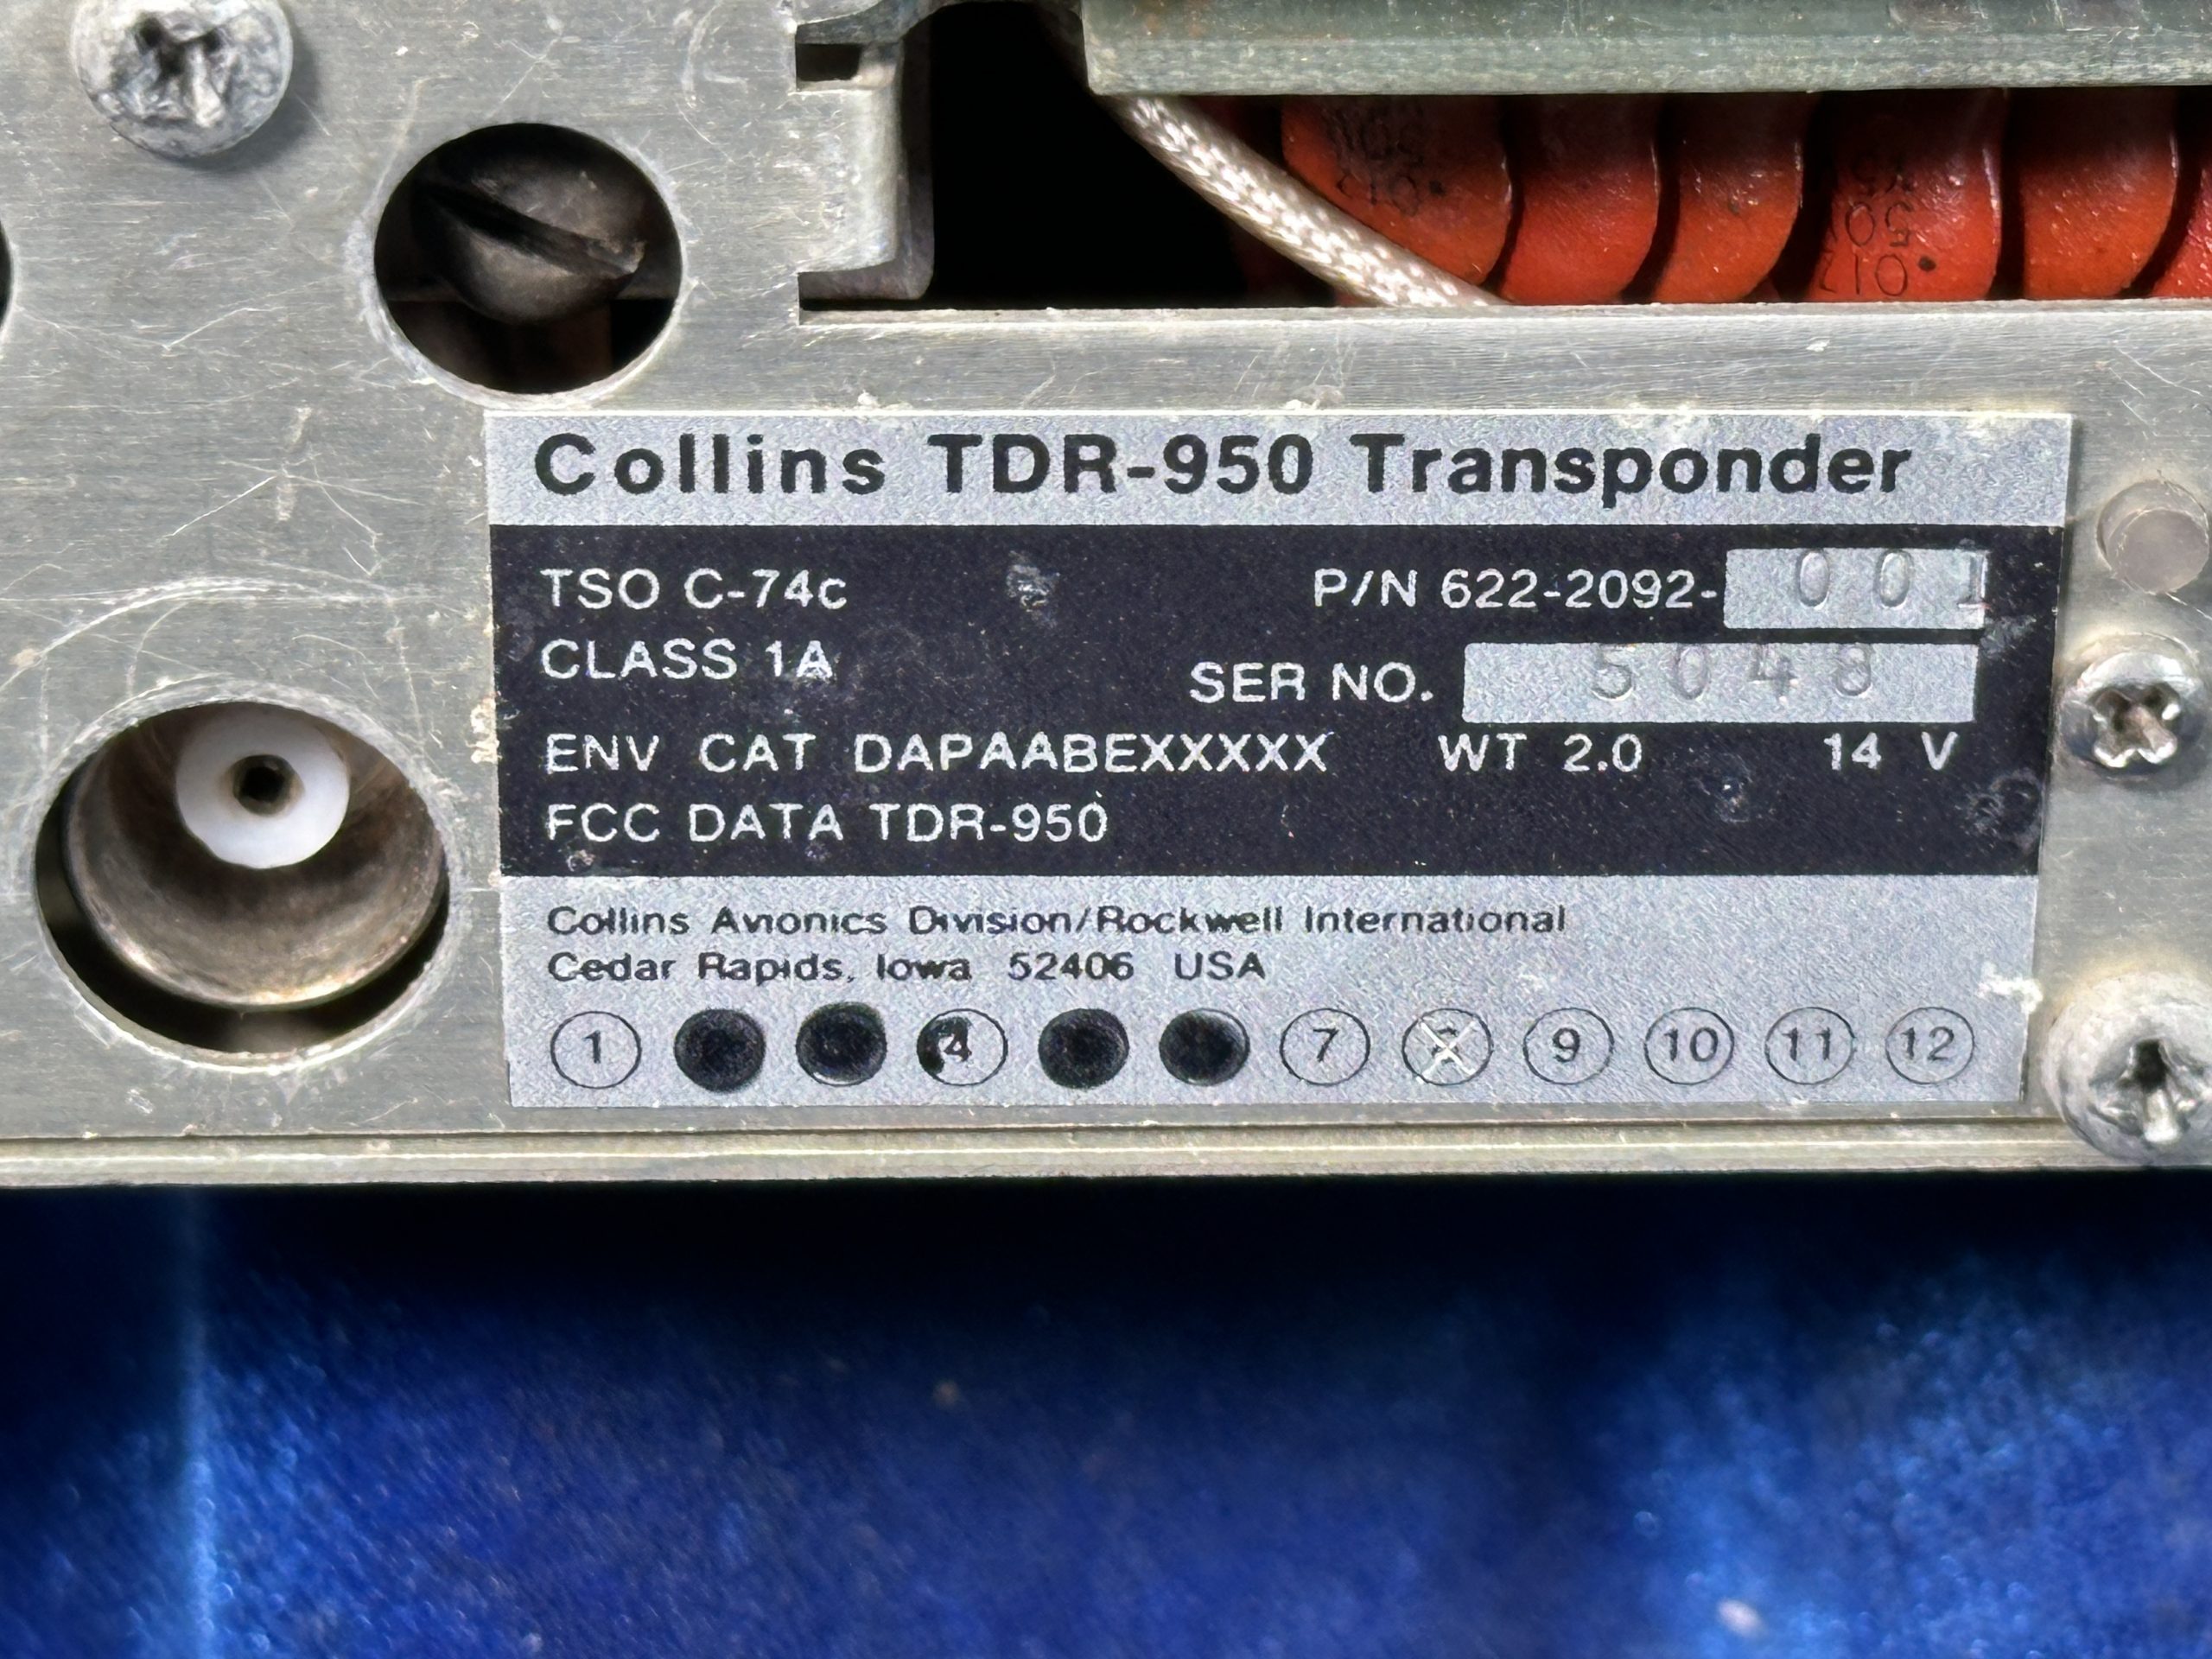 Collins TDR-950 Transponder
TSO C-74c P/N 622-2092- 001
CLASS 1A SER NO. 5048
ENV CAT DAPAABEXXXXX WT 2.0 14 V
FCC DATA TDR-950
Collins Avionics Division/Rockwell International
Cedar Rapids, Iowa 52406 USA
1 4 7 8 9 10 11 12